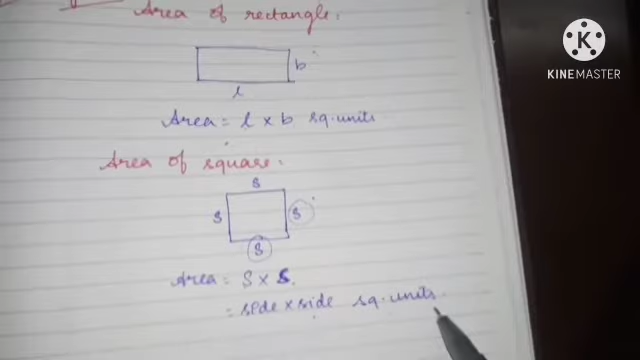 Area of rectangle:
b
l
Area = l × b sq. units
Area of square:
s
s
s
s
Area = S × S.
= side × side sq. units.
KINEMASTER